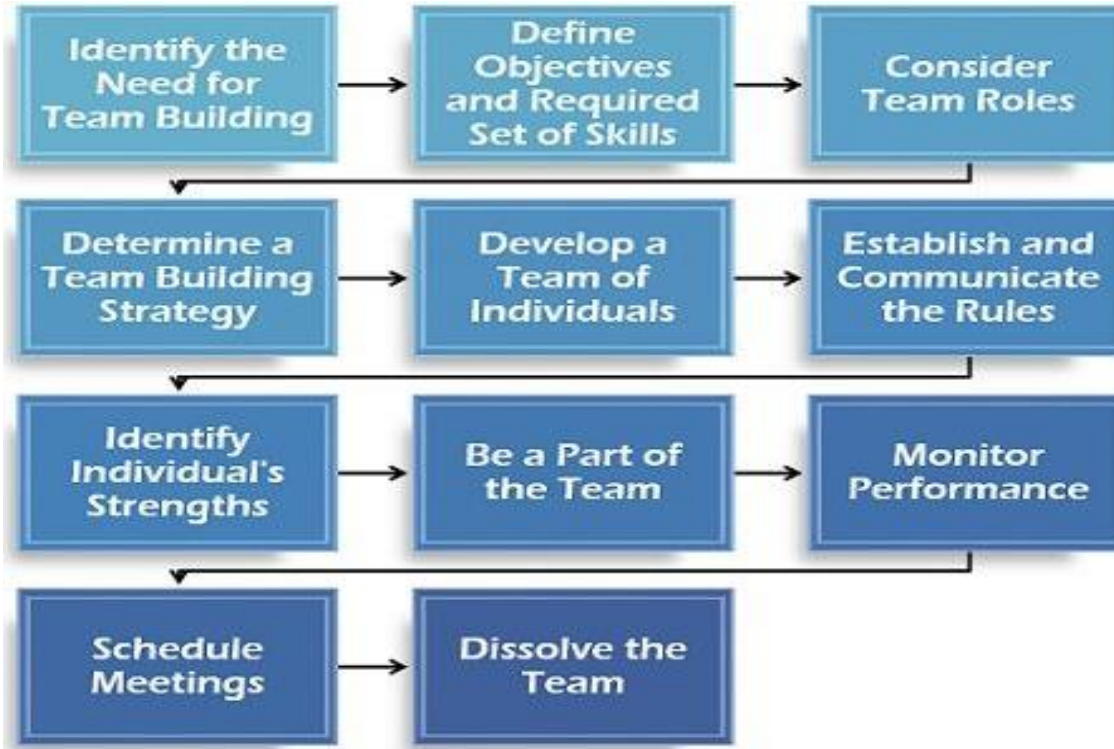 Identify the
Need for
Team Building
Define
Objectives
and Required
Set of Skills
Consider
Team Roles
Determine a
Team Building
Strategy
Develop a
Team of
Individuals
Establish and
Communicate
the Rules
Identify
Individual's
Strengths
Be a Part of
the Team
Monitor
Performance
Schedule
Meetings
Dissolve the
Team